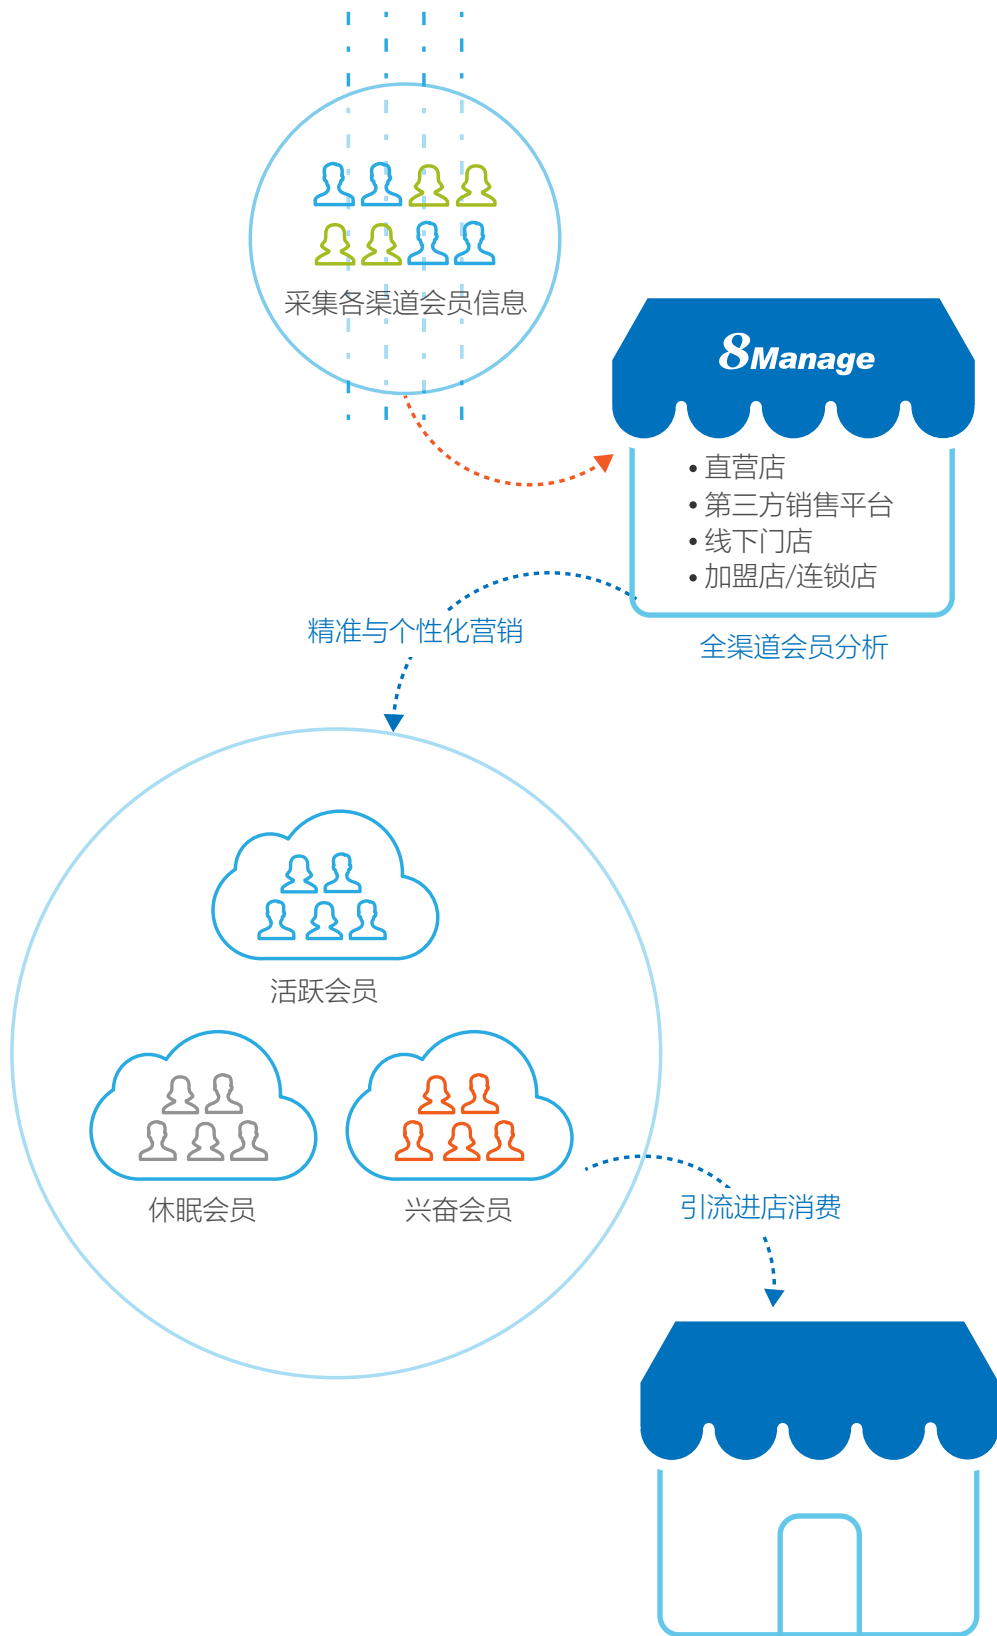 采集各渠道会员信息
8Manage
• 直营店
• 第三方销售平台
• 线下门店
• 加盟店/连锁店
精准与个性化营销
全渠道会员分析
活跃会员
休眠会员
兴奋会员
引流进店消费